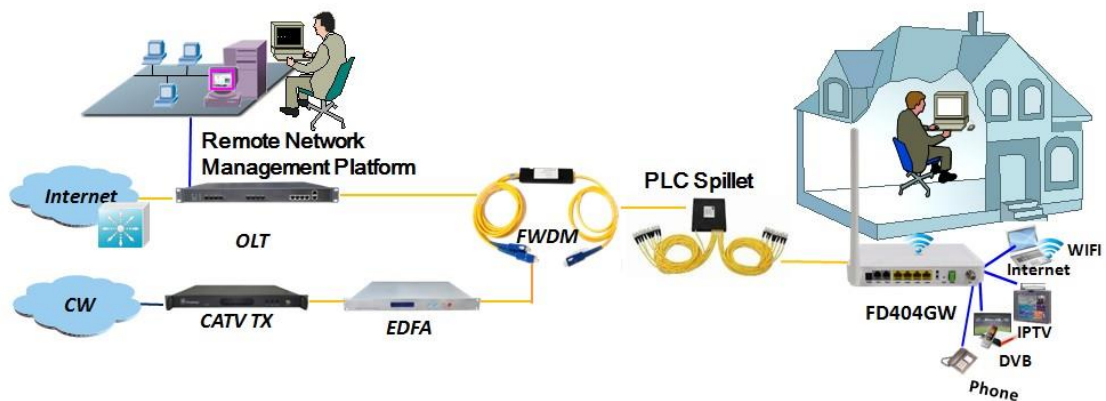 Remote Network
Management Platform
Internet
OLT
FWDM
PLC Spillet
CW
CATV TX
EDFA
FD404GW
WIFI
Internet
IPTV
DVB
Phone